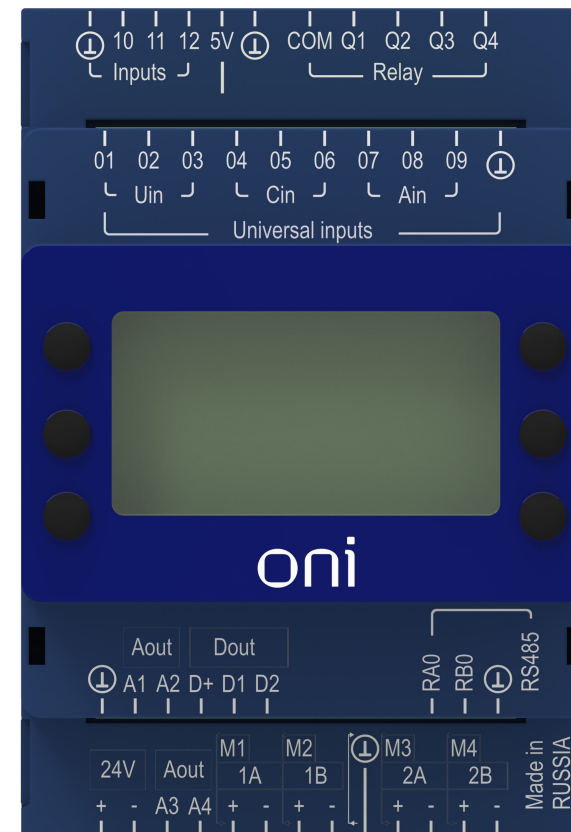 ⏚ 10 11 12 5V ⏚ COM Q1 Q2 Q3 Q4
Inputs Relay
01 02 03 04 05 06 07 08 09 ⏚
Uin Cin Ain
Universal inputs
oni
Aout Dout
⏚ A1 A2 D+ D1 D2 RA0 RB0 ⏚ RS485
M1 M2 ⏚ M3 M4
24V Aout 1A 1B 2A 2B
+ - A3 A4 + - + - + - + -
Made in
RUSSIA